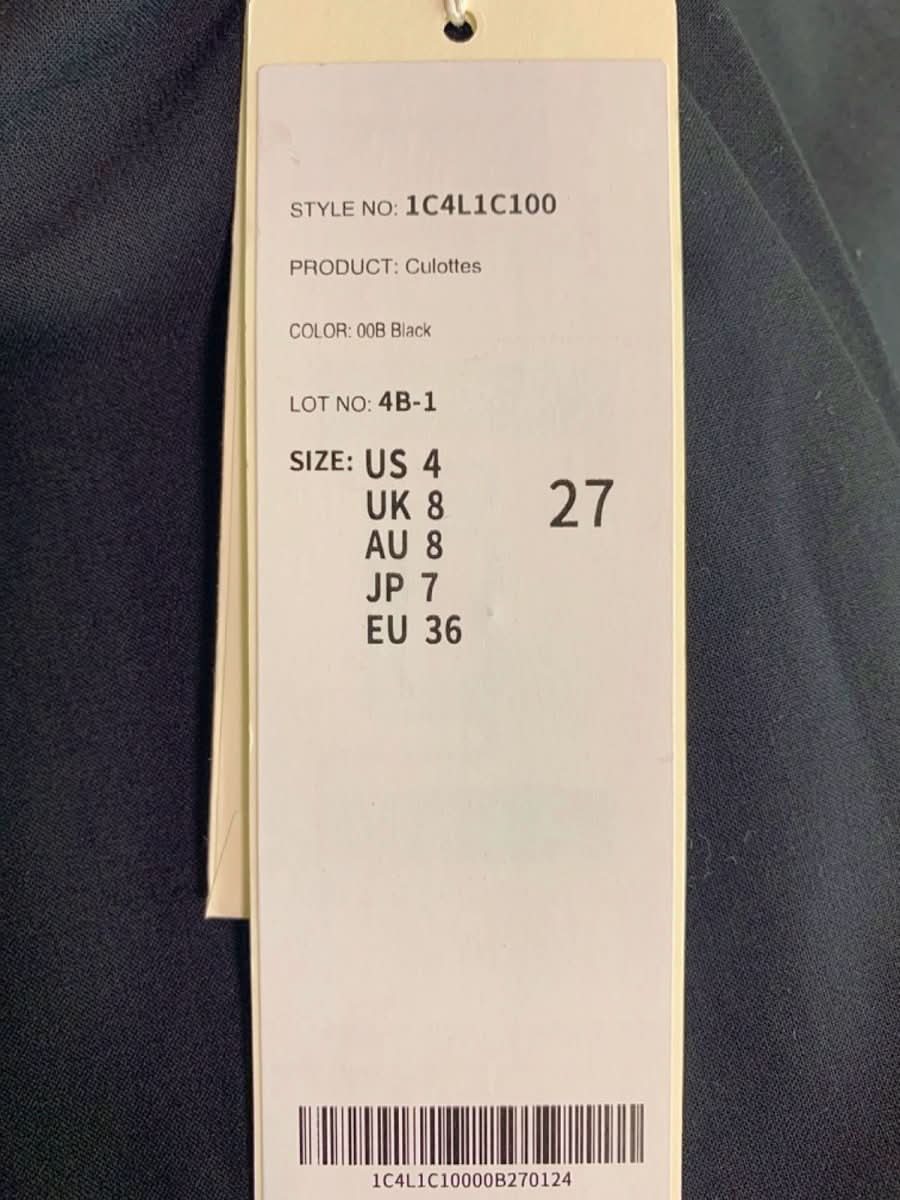 STYLE NO: 1C4L1C100
PRODUCT: Culottes
COLOR: 00B Black
LOT NO: 4B-1
SIZE: US 4
UK 8
27
AU 8
JP 7
EU 36
1C4L1C10000B270124